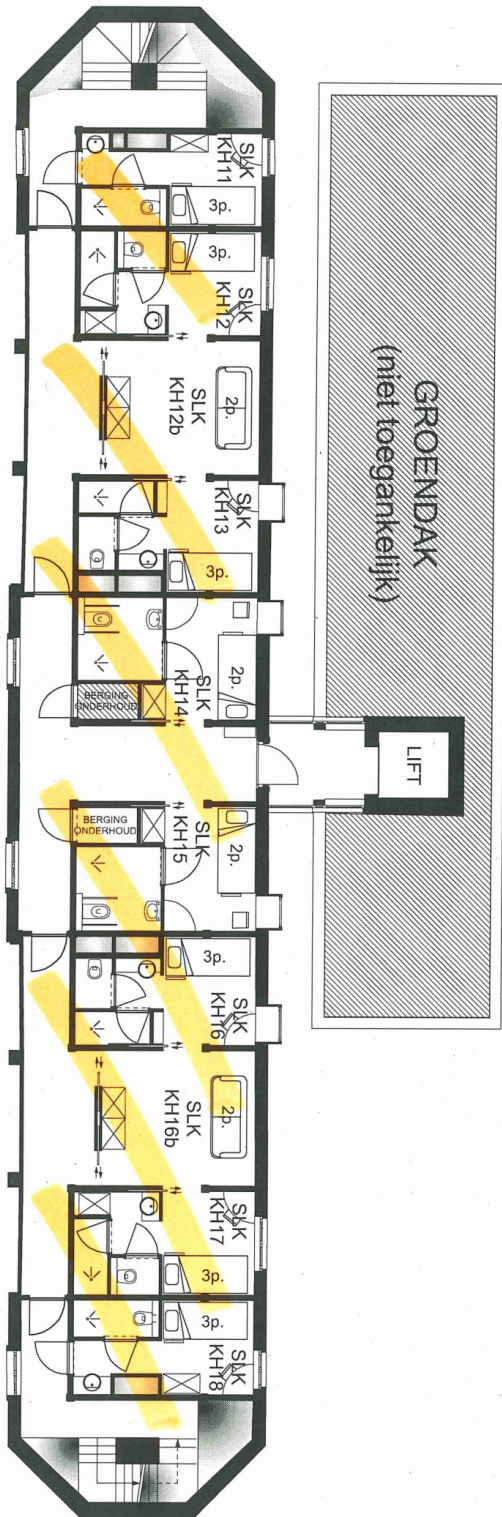 GROENDAK
(niet toegankelijk)
LIFT
SLK
KH11
3p.
3p.
SLK
KH12
SLK
KH12b
2p.
SLK
KH13
3p.
SLK
KH14
2p.
BERGING
ONDERHOUD
BERGING
ONDERHOUD
SLK
KH15
2p.
3p.
SLK
KH16
SLK
KH16b
2p.
SLK
KH17
3p.
3p.
SLK
KH18